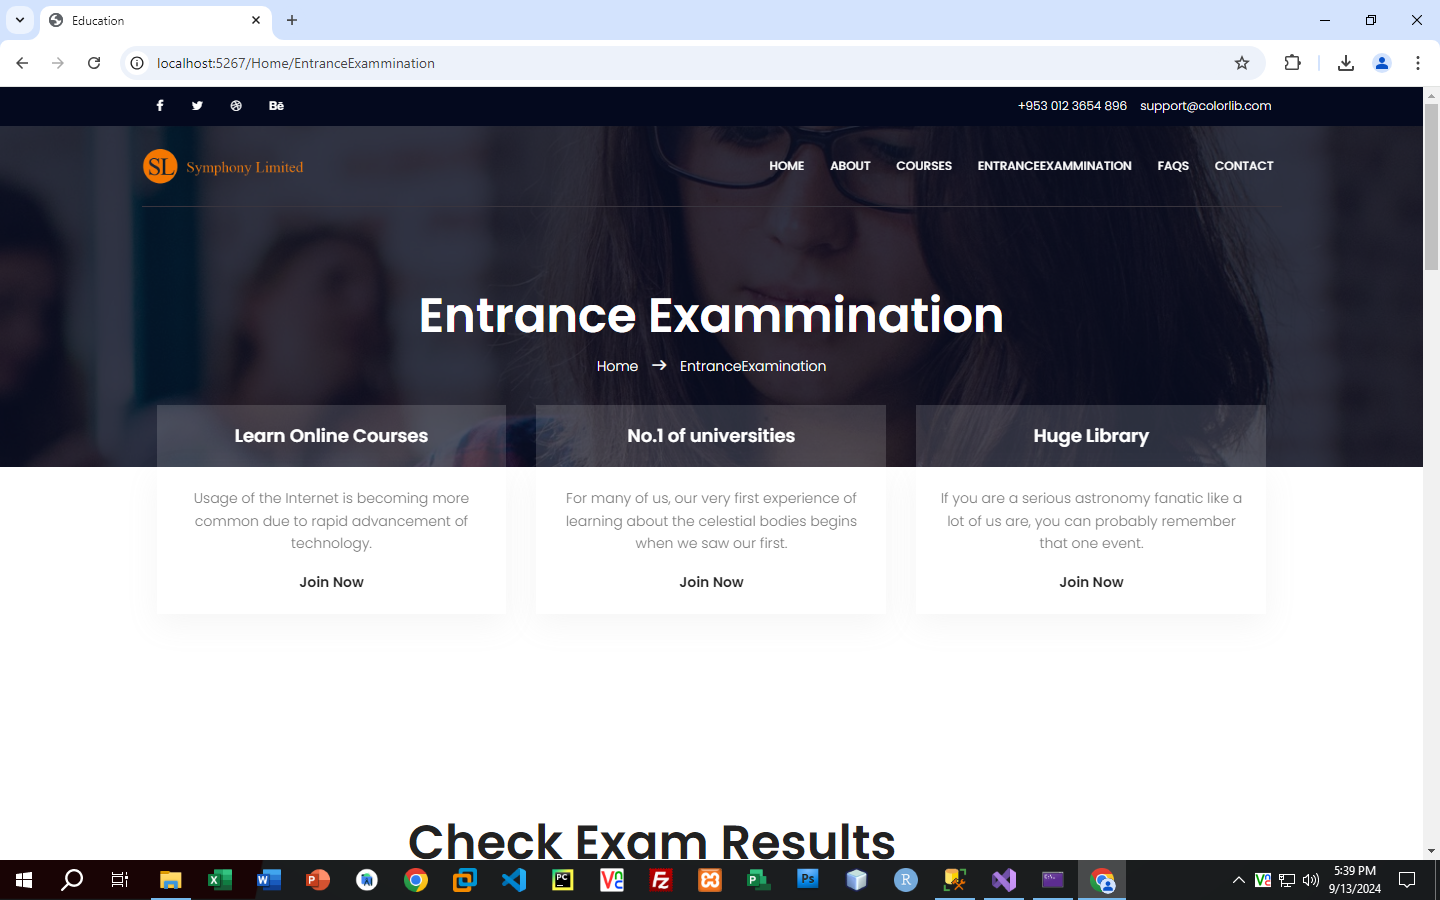 Education
localhost:5267/Home/EntranceExammination
+953 012 3654 896 support@colorlib.com
SL Symphony Limited
HOME ABOUT COURSES ENTRANCEEXAMMINATION FAQS CONTACT
Entrance Exammination
Home → EntranceExamination
Learn Online Courses
Usage of the Internet is becoming more
common due to rapid advancement of
technology.
Join Now
No.1 of universities
For many of us, our very first experience of
learning about the celestial bodies begins
when we saw our first.
Join Now
Huge Library
If you are a serious astronomy fanatic like a
lot of us are, you can probably remember
that one event.
Join Now
Check Exam Results
5:39 PM
9/13/2024